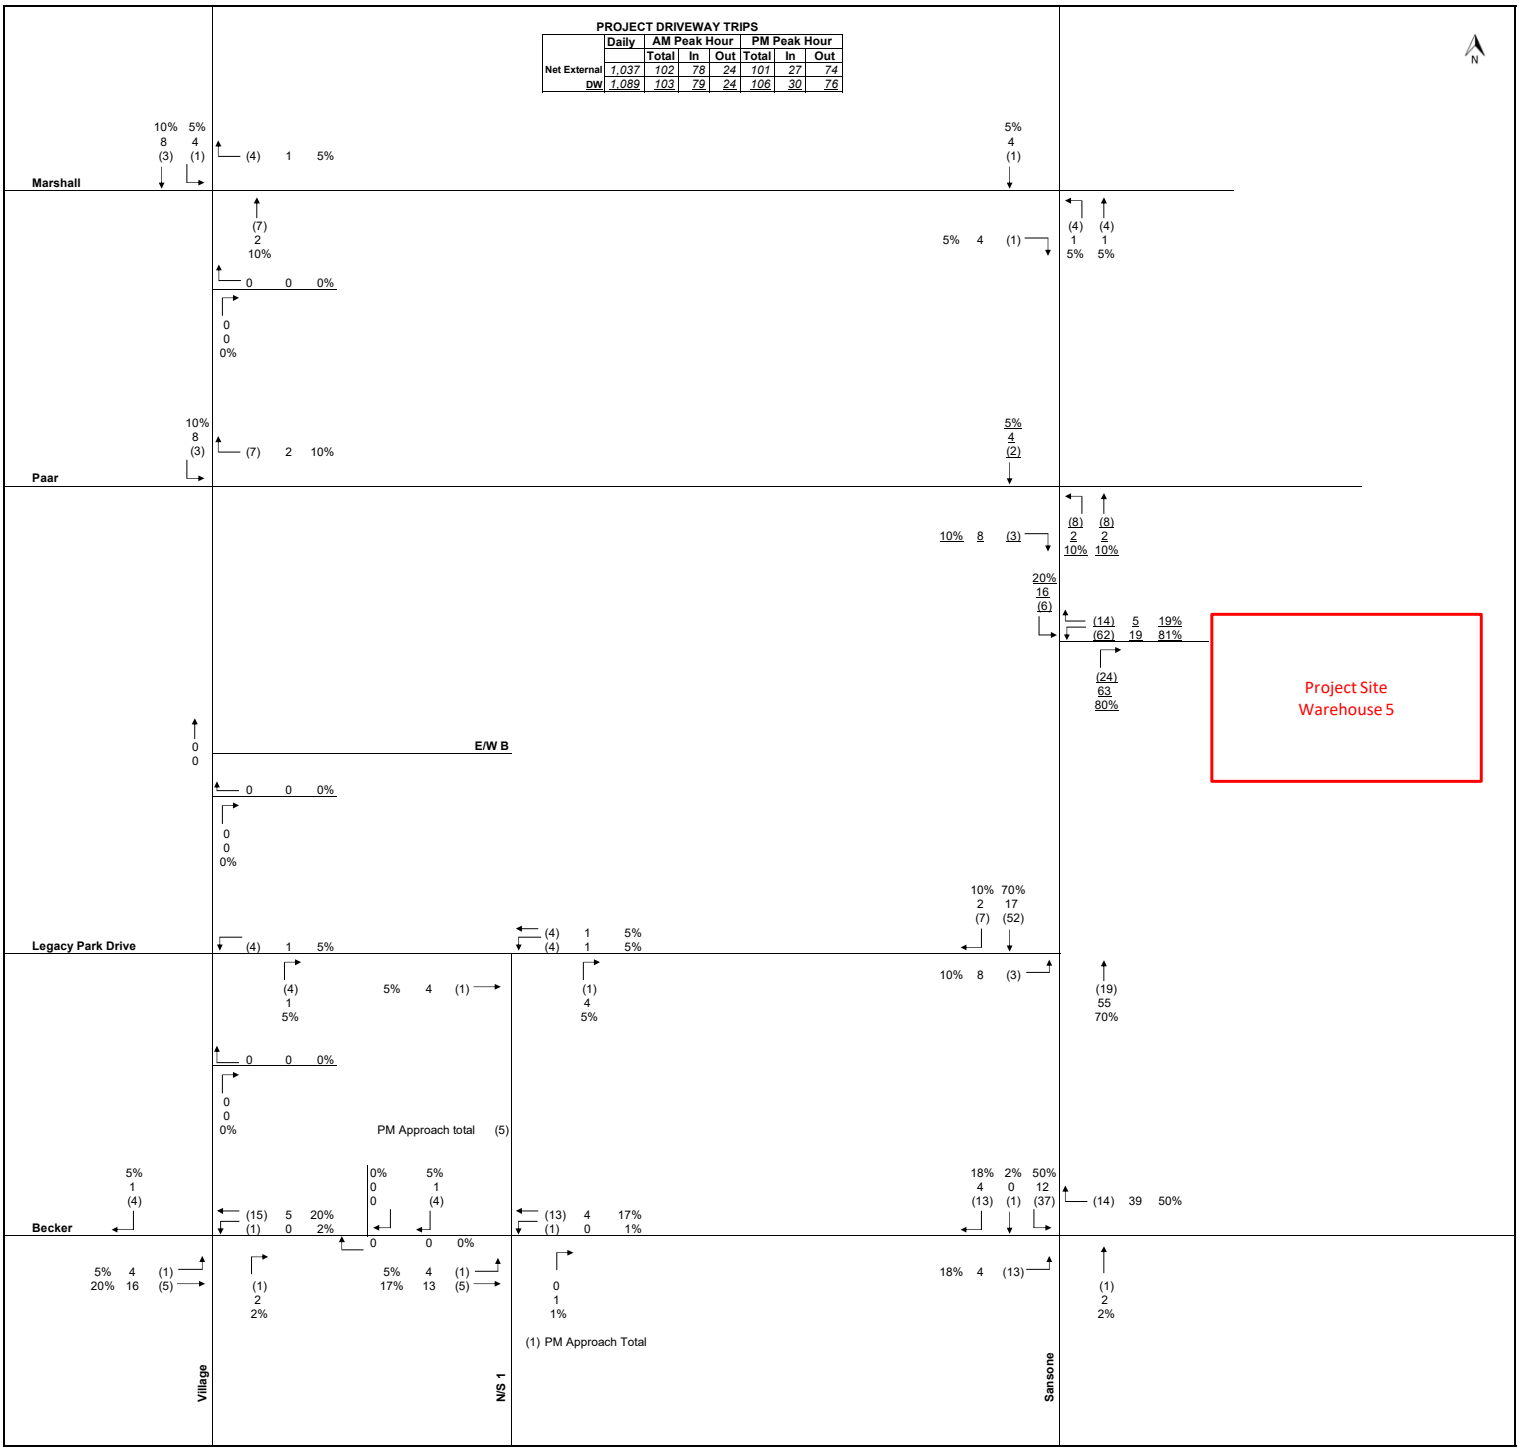 PROJECT DRIVEWAY TRIPS
Daily AM Peak Hour PM Peak Hour
Total In Out Total In Out
Net External 1,037 102 78 24 101 27 74
DW 1,089 103 79 24 106 30 76
N
10% 5%
8 4
(3) (1)
(4) 1 5%
5%
4
(1)
Marshall
(7)
2
10%
5% 4 (1)
(4) (4)
1 1
5% 5%
0 0 0%
0
0
0%
10%
8
(3)
(7) 2 10%
5%
4
(2)
Paar
10% 8 (3)
(8) (8)
2 2
10% 10%
20%
16
(6)
(14) 5 19%
(62) 19 81%
(24)
63
80%
Project Site
Warehouse 5
0
0
E/W B
0 0 0%
0
0
0%
10% 70%
2 17
(7) (52)
Legacy Park Drive
(4) 1 5%
(4) 1 5%
(4) 1 5%
(4)
1
5%
5% 4 (1)
(1)
4
5%
10% 8 (3)
(19)
55
70%
0 0 0%
0
0
0%
PM Approach total (5)
5%
1
(4)
0%
0
0
5%
1
(4)
18% 2% 50%
4 0 12
(13) (1) (37)
(14) 39 50%
Becker
(15) 5 20%
(1) 0 2%
(13) 4 17%
(1) 0 1%
0 0 0%
5% 4 (1)
20% 16 (5)
(1)
2
2%
5% 4 (1)
17% 13 (5)
0
1
1%
18% 4 (13)
(1)
2
2%
(1) PM Approach Total
Village
N/S 1
Sansone